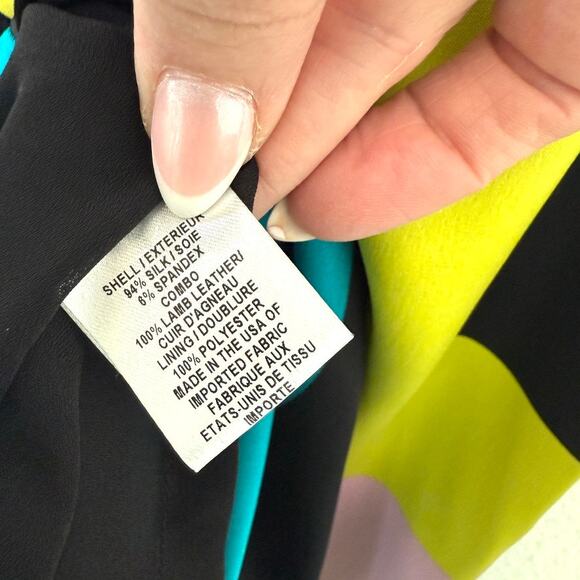 SHELL/EXTERIEUR
94% SILK/SOIE
6% SPANDEX
COMBO
100% LAMB LEATHER/
CUIR D'AGNEAU
LINING/DOUBLURE
100% POLYESTER
MADE IN THE USA OF
IMPORTED FABRIC
FABRIQUE AUX
ETATS-UNIS DE TISSU
IMPORTE